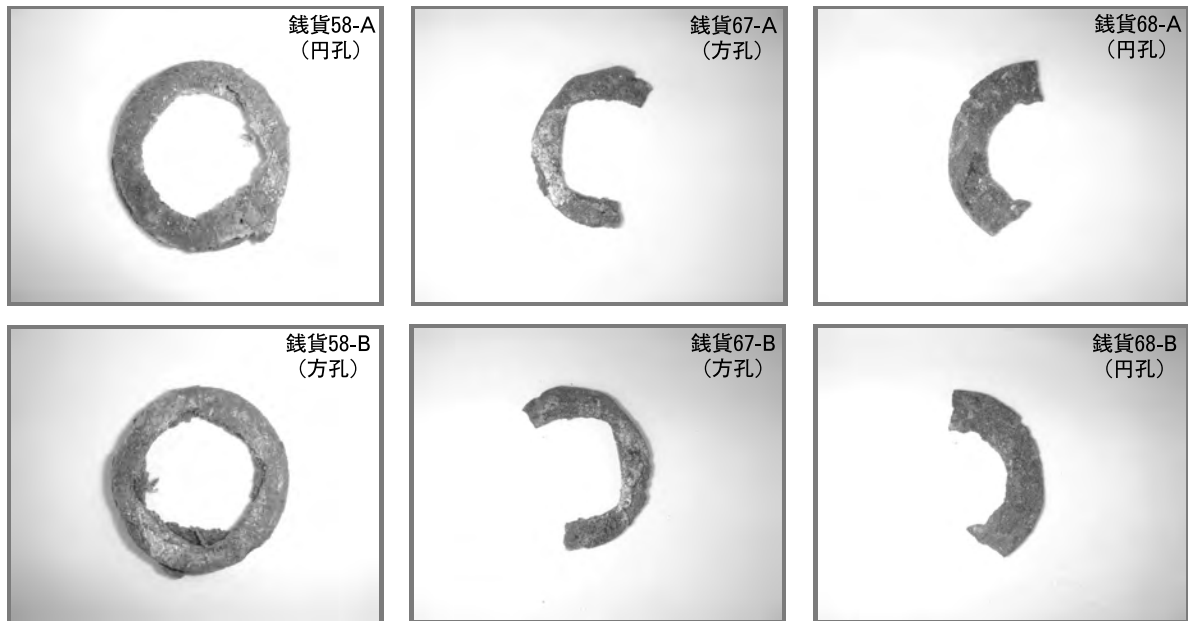 銭貨58-A
（円孔）
銭貨67-A
（方孔）
銭貨68-A
（円孔）
銭貨58-B
（方孔）
銭貨67-B
（方孔）
銭貨68-B
（円孔）